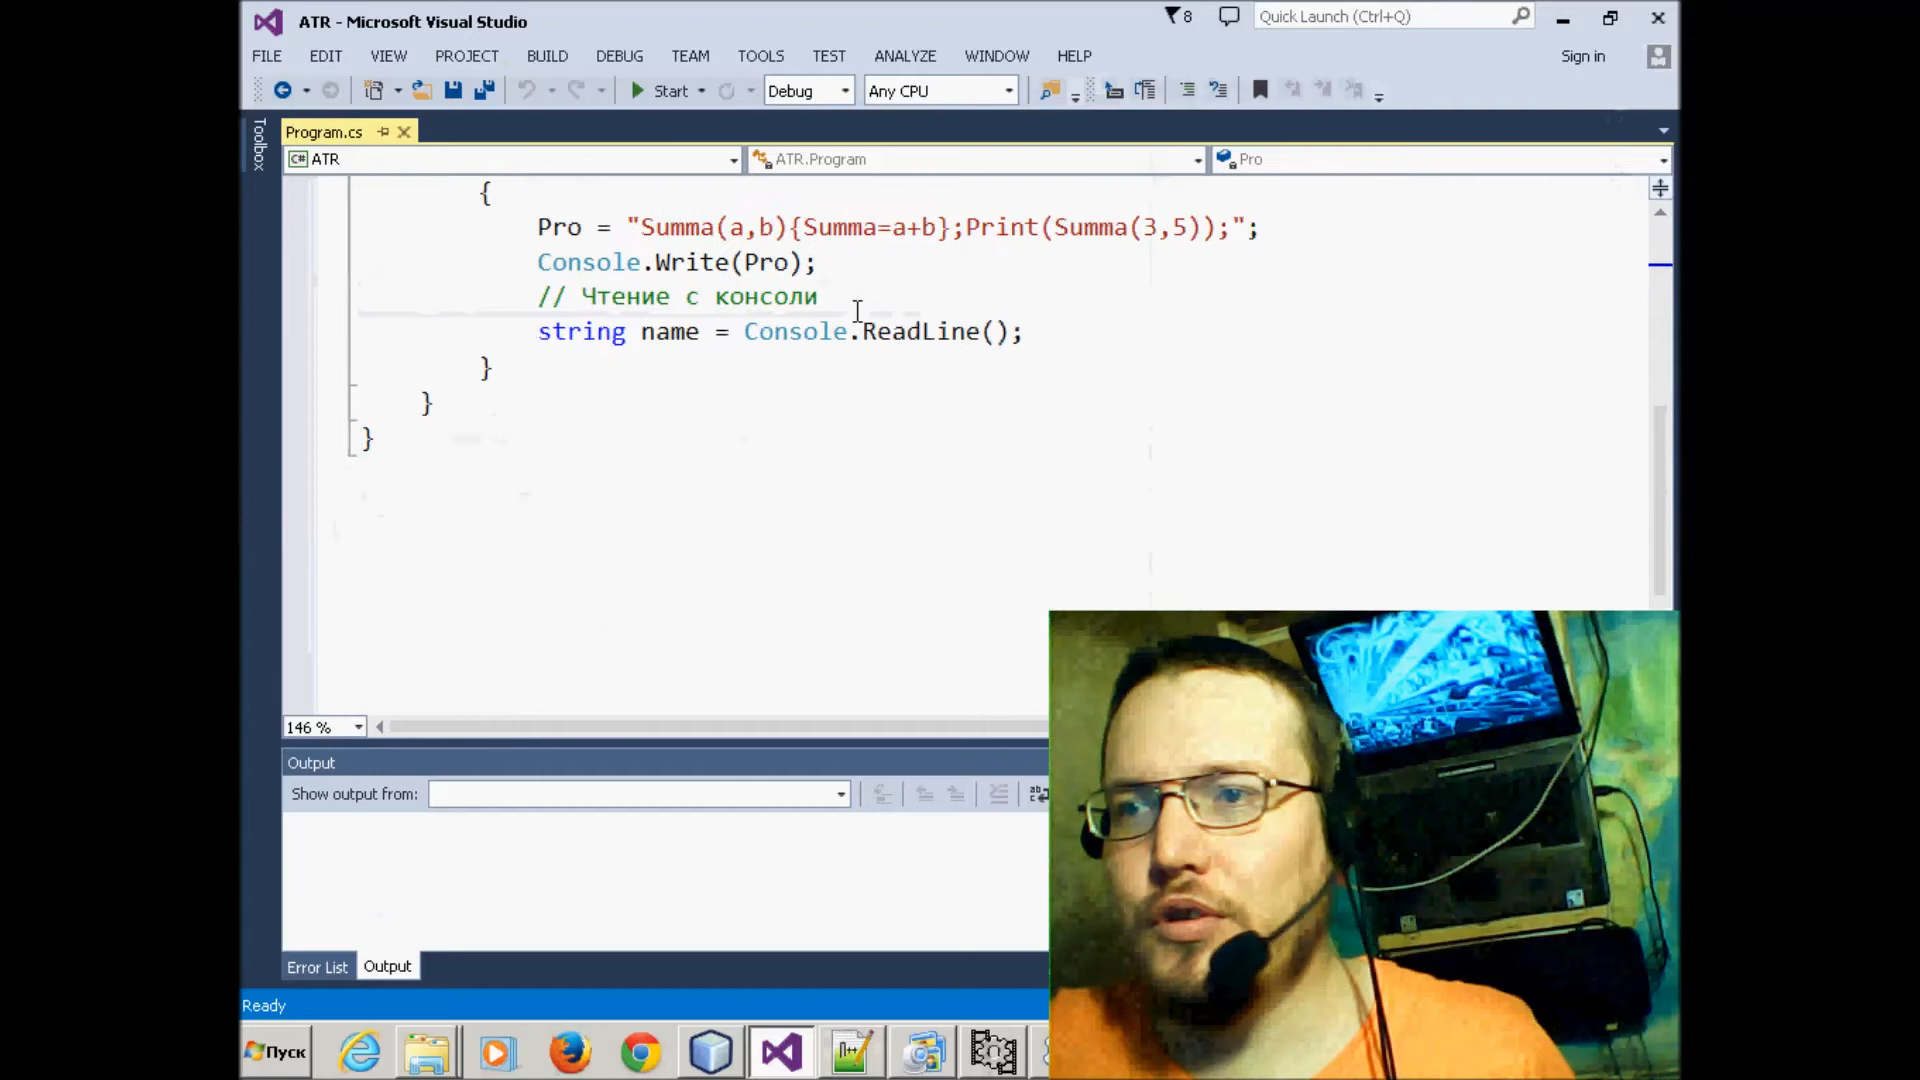 ATR - Microsoft Visual Studio
8
Quick Launch (Ctrl+Q)
FILE EDIT VIEW PROJECT BUILD DEBUG TEAM TOOLS TEST ANALYZE WINDOW HELP
Sign in
Start Debug Any CPU
Toolbox
Program.cs
C# ATR
ATR.Program
Pro
{
Pro = "Summa(a,b){Summa=a+b};Print(Summa(3,5));";
Console.Write(Pro);
// Чтение с консоли
string name = Console.ReadLine();
}
}
}
146 %
Output
Show output from:
Error List Output
Ready
Пуск